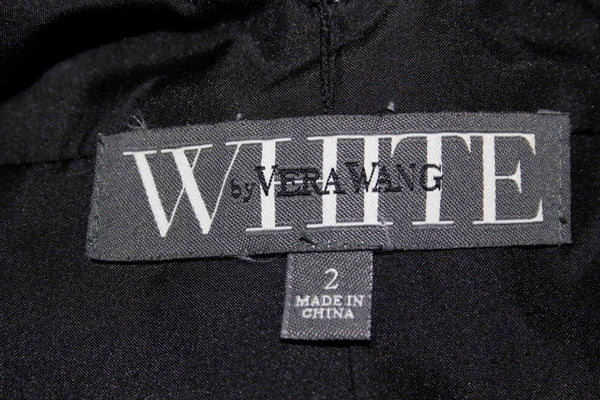 WHITE
by VERA WANG
2
MADE IN
CHINA